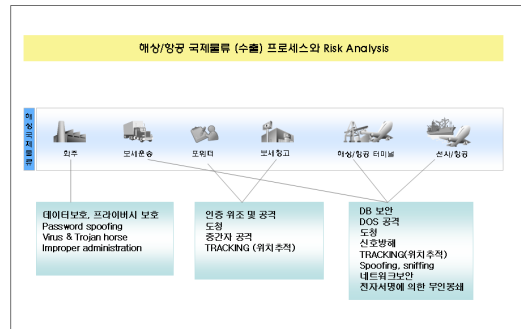 해상/항공 국제물류 (수출) 프로세스와 Risk Analysis
해상국제물류
화주
보세운송
포워더
보세창고
해상/항공 터미널
선사/항공
데이터보호, 프라이버시 보호
Password spoofing
Virus & Trojan horse
Improper administration
인증 위조 및 공격
도청
중간자 공격
TRACKING (위치추적)
DB 보안
DOS 공격
도청
신호방해
TRACKING(위치추적)
Spoofing, sniffing
네트워크보안
전자서명에 의한 무인봉쇄